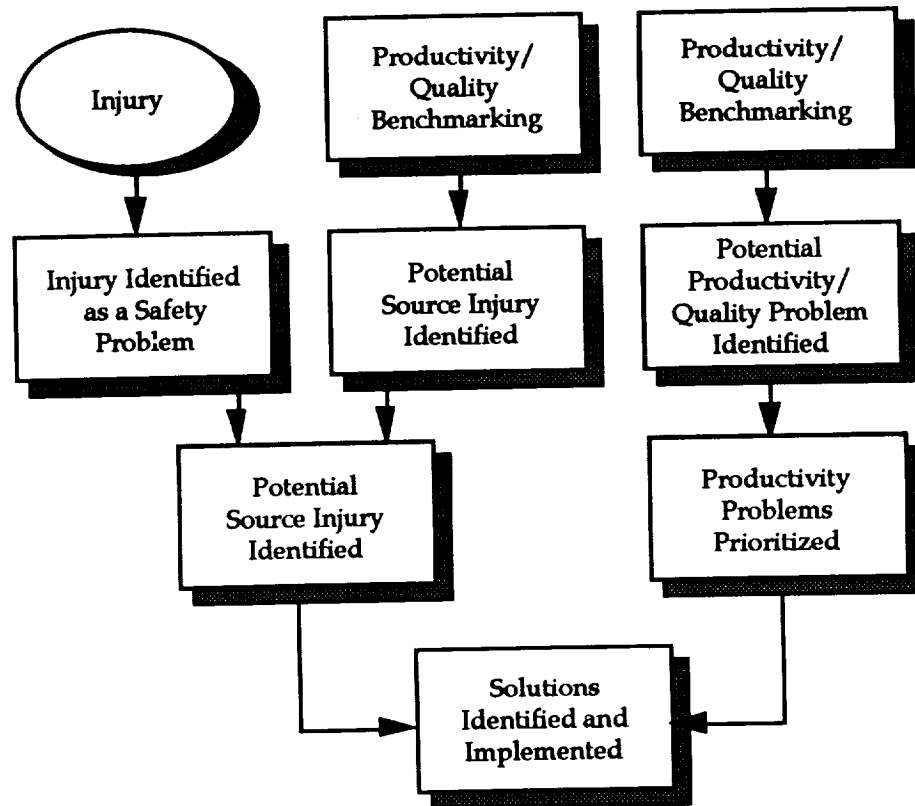 Injury
Productivity/
Quality
Benchmarking
Productivity/
Quality
Benchmarking
Injury Identified
as a Safety
Problem
Potential
Source Injury
Identified
Potential
Productivity/
Quality Problem
Identified
Potential
Source Injury
Identified
Productivity
Problems
Prioritized
Solutions
Identified and
Implemented